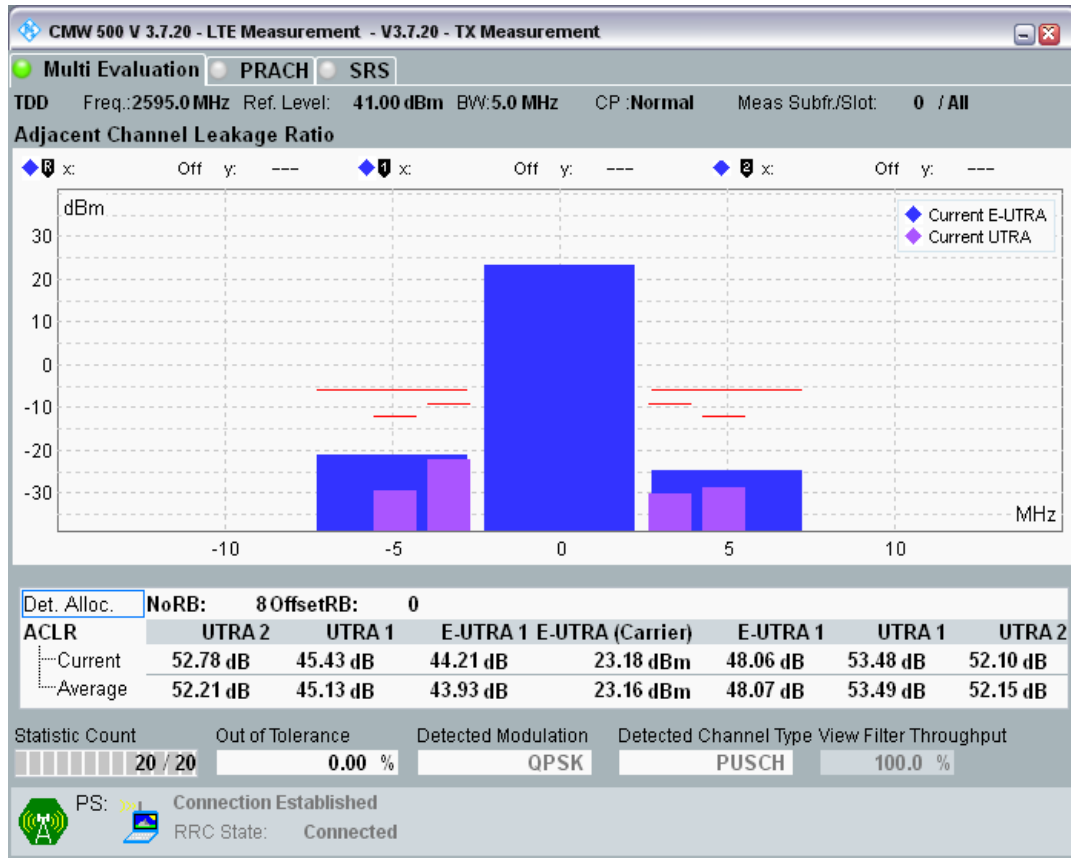 CMW 500 V 3.7.20 - LTE Measurement - V3.7.20 - TX Measurement
Multi Evaluation PRACH SRS
TDD Freq.:2595.0 MHz Ref. Level: 41.00 dBm BW:5.0 MHz CP :Normal Meas Subfr./Slot: 0 / All
Adjacent Channel Leakage Ratio
R x: Off y: --- 1 x: Off y: --- 2 x: Off y: ---
dBm
Current E-UTRA
Current UTRA
30
20
10
0
-10
-20
-30
MHz
-10 -5 0 5 10
Det. Alloc. NoRB: 8 OffsetRB: 0
ACLR UTRA 2 UTRA 1 E-UTRA 1 E-UTRA (Carrier) E-UTRA 1 UTRA 1 UTRA 2
Current 52.78 dB 45.43 dB 44.21 dB 23.18 dBm 48.06 dB 53.48 dB 52.10 dB
Average 52.21 dB 45.13 dB 43.93 dB 23.16 dBm 48.07 dB 53.49 dB 52.15 dB
Statistic Count Out of Tolerance Detected Modulation Detected Channel Type View Filter Throughput
20 / 20 0.00 % QPSK PUSCH 100.0 %
PS: Connection Established
RRC State: Connected